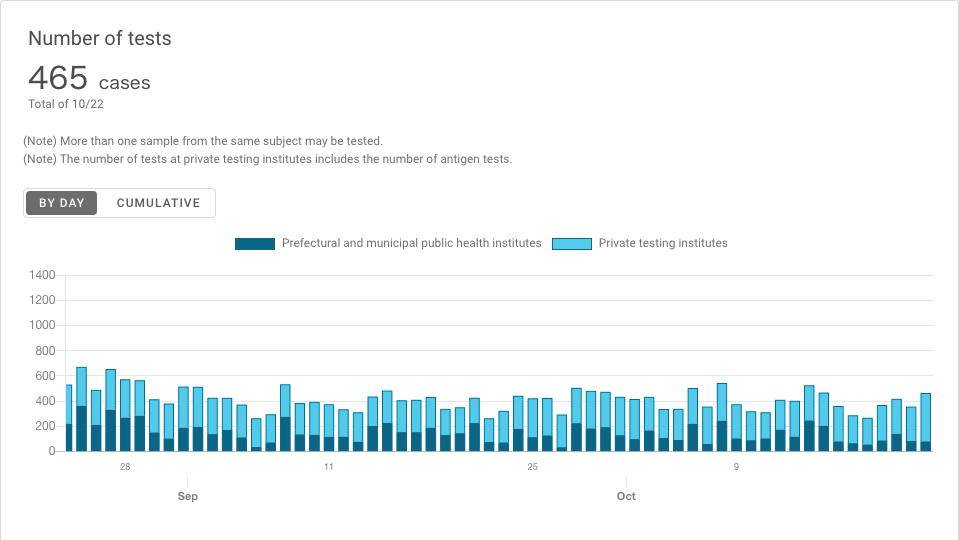 Number of tests
465 cases
Total of 10/22
(Note) More than one sample from the same subject may be tested.
(Note) The number of tests at private testing institutes includes the number of antigen tests.
BY DAY CUMULATIVE
Prefectural and municipal public health institutes Private testing institutes
1400
1200
1000
800
600
400
200
0
28 11 25 9
Sep Oct